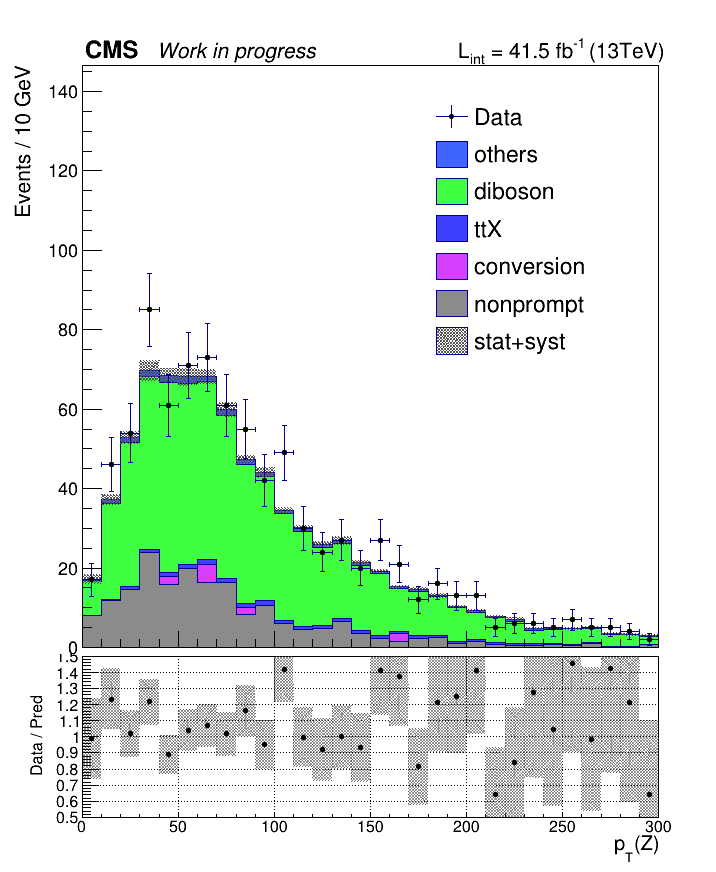 CMS Work in progress L_int = 41.5 fb^-1 (13TeV)
Events / 10 GeV
140
120
100
80
60
40
20
0
Data
others
diboson
ttX
conversion
nonprompt
stat+syst
Data / Pred
1.5
1.4
1.3
1.2
1.1
1
0.9
0.8
0.7
0.6
0.5
0 50 100 150 200 250 300
p_T(Z)